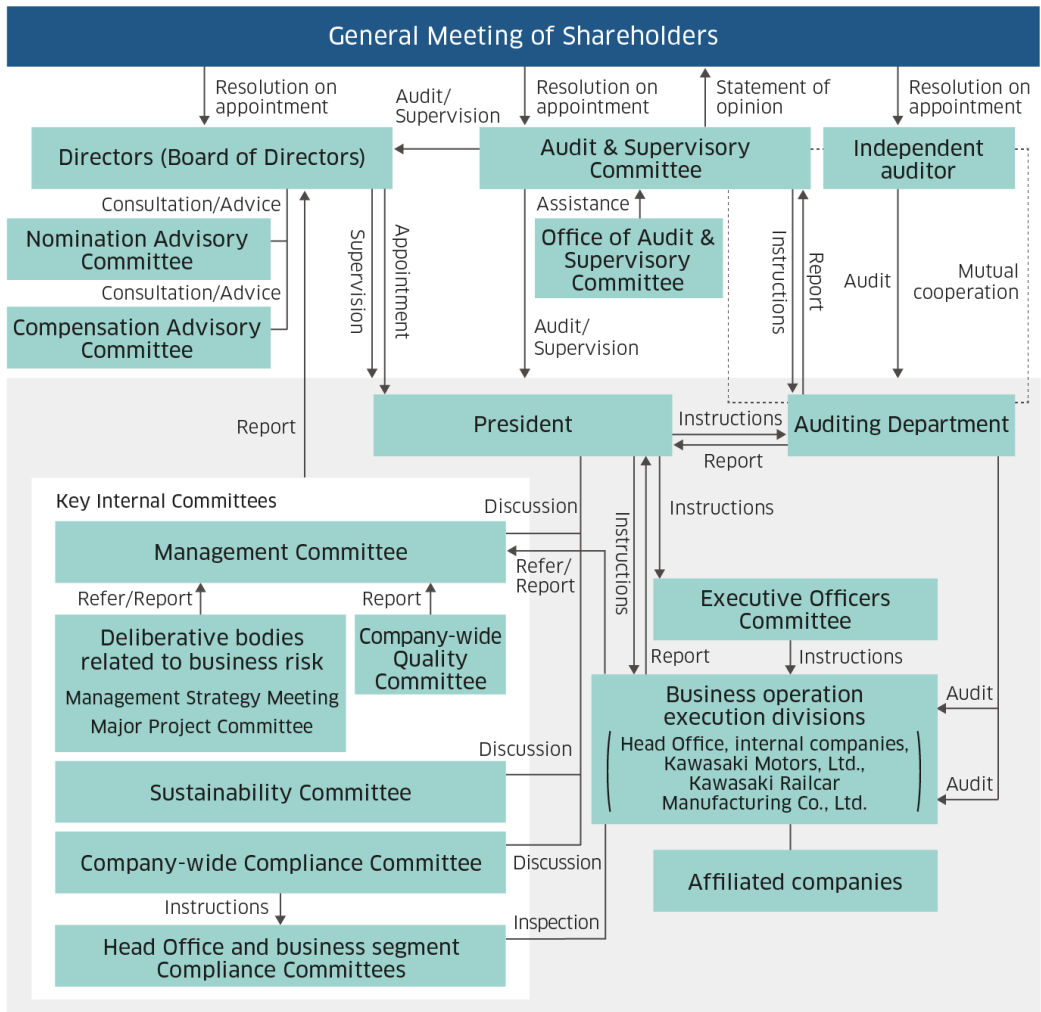 General Meeting of Shareholders
Resolution on
appointment
Audit/
Supervision
Resolution on
appointment
Statement of
opinion
Resolution on
appointment
Directors (Board of Directors)
Audit & Supervisory
Committee
Independent
auditor
Consultation/Advice
Nomination Advisory
Committee
Consultation/Advice
Compensation Advisory
Committee
Supervision
Appointment
Assistance
Office of Audit &
Supervisory
Committee
Audit/
Supervision
Instructions
Report
Audit
Mutual
cooperation
Report
President
Instructions
Report
Auditing Department
Key Internal Committees
Discussion
Management Committee
Refer/
Report
Instructions
Instructions
Refer/Report
Report
Deliberative bodies
related to business risk
Management Strategy Meeting
Major Project Committee
Company-wide
Quality
Committee
Executive Officers
Committee
Report
Instructions
Business operation
execution divisions
(Head Office, internal companies,
Kawasaki Motors, Ltd.,
Kawasaki Railcar
Manufacturing Co., Ltd.)
Audit
Audit
Discussion
Sustainability Committee
Company-wide Compliance Committee
Discussion
Instructions
Head Office and business segment
Compliance Committees
Inspection
Affiliated companies